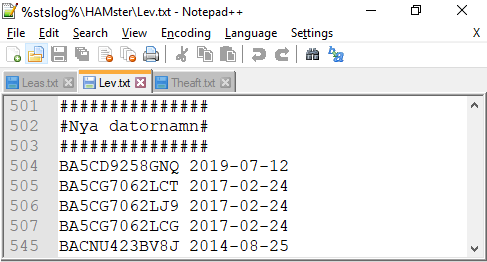 %stslog%\HAMster\Lev.txt - Notepad++
File Edit Search View Encoding Language Settings X
Leas.txt Lev.txt Theaft.txt
501 ###############
502 #Nya datornamn#
503 ###############
504 BA5CD9258GNQ 2019-07-12
505 BA5CG7062LCT 2017-02-24
506 BA5CG7062LJ9 2017-02-24
507 BA5CG7062LCG 2017-02-24
545 BACNU423BV8J 2014-08-25